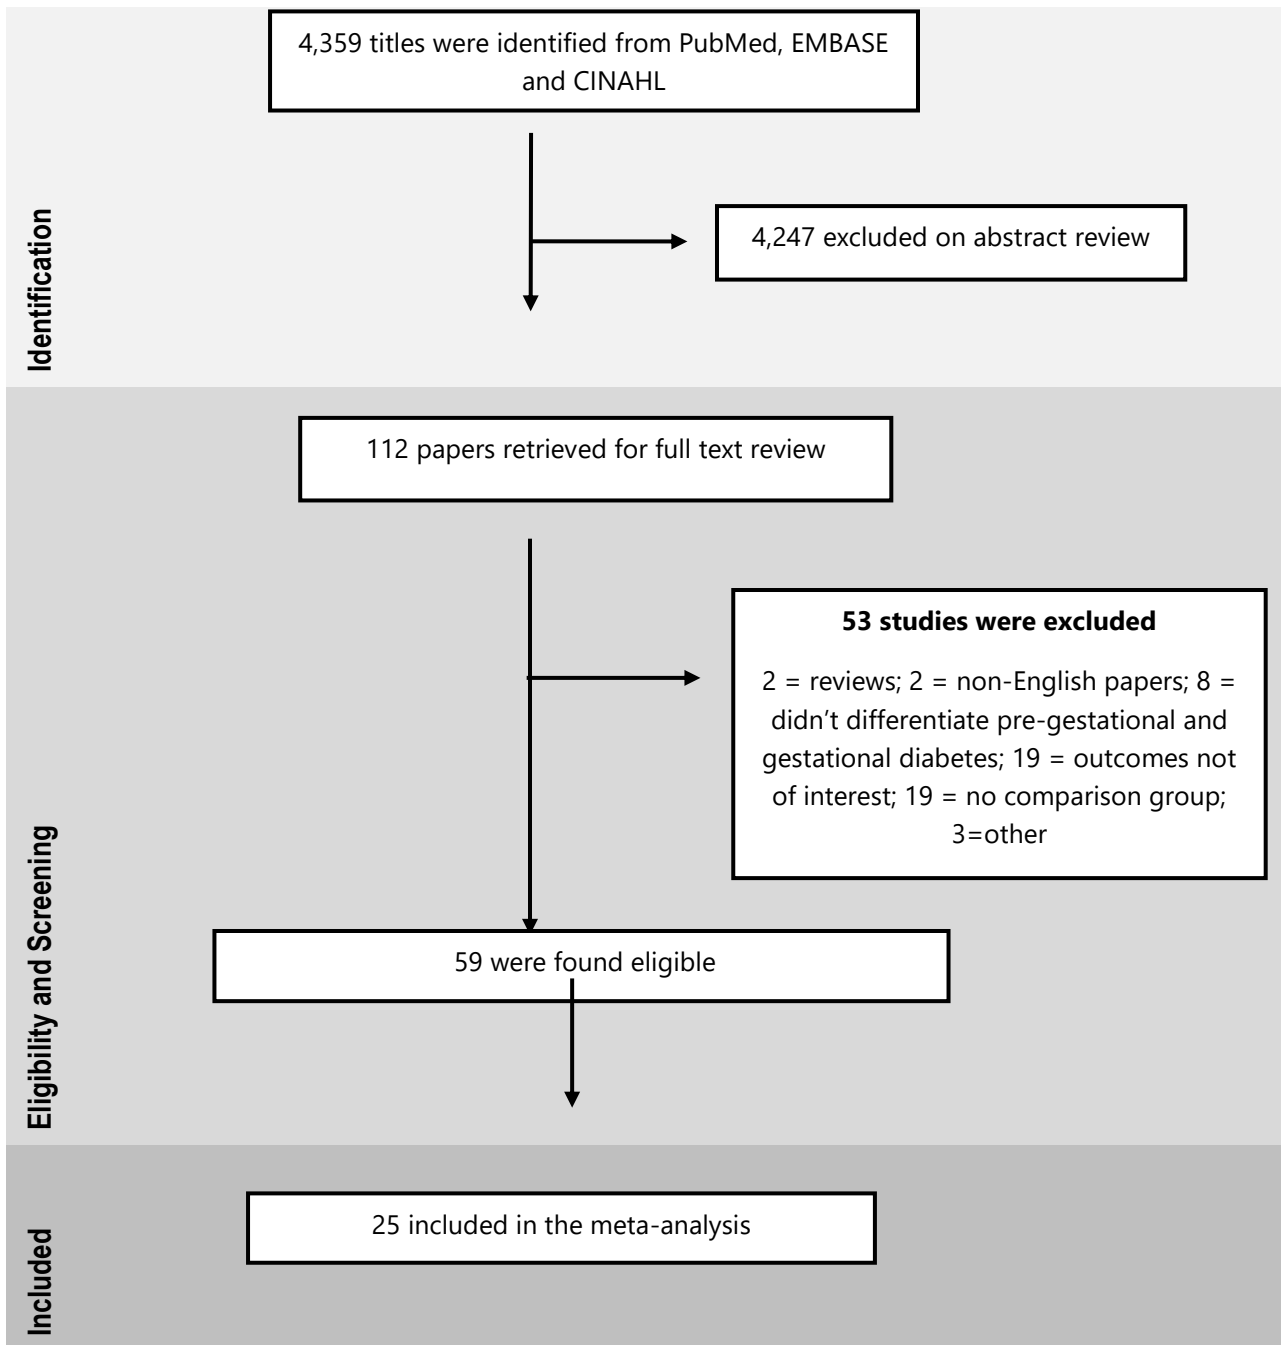 4,359 titles were identified from PubMed, EMBASE
and CINAHL
4,247 excluded on abstract review
Identification
112 papers retrieved for full text review
53 studies were excluded
2 = reviews; 2 = non-English papers; 8 =
didn’t differentiate pre-gestational and
gestational diabetes; 19 = outcomes not
of interest; 19 = no comparison group;
3=other
59 were found eligible
Eligibility and Screening
25 included in the meta-analysis
Included